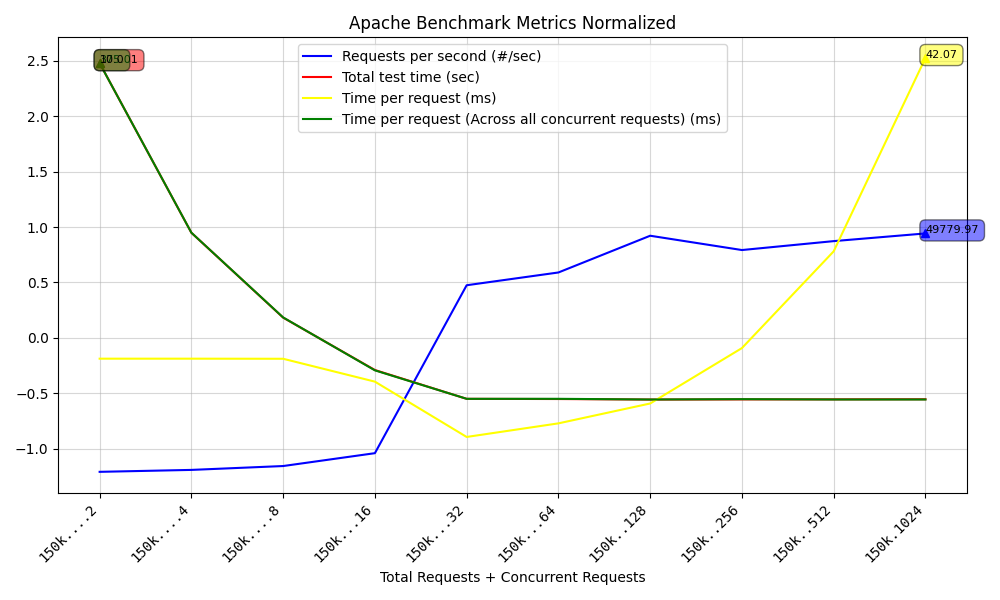 Apache Benchmark Metrics Normalized
Requests per second (#/sec)
Total test time (sec)
Time per request (ms)
Time per request (Across all concurrent requests) (ms)
42.07
49779.97
2.5
2.0
1.5
1.0
0.5
0.0
−0.5
−1.0
150k....2
150k....4
150k....8
150k...16
150k...32
150k...64
150k..128
150k..256
150k..512
150k.1024
Total Requests + Concurrent Requests